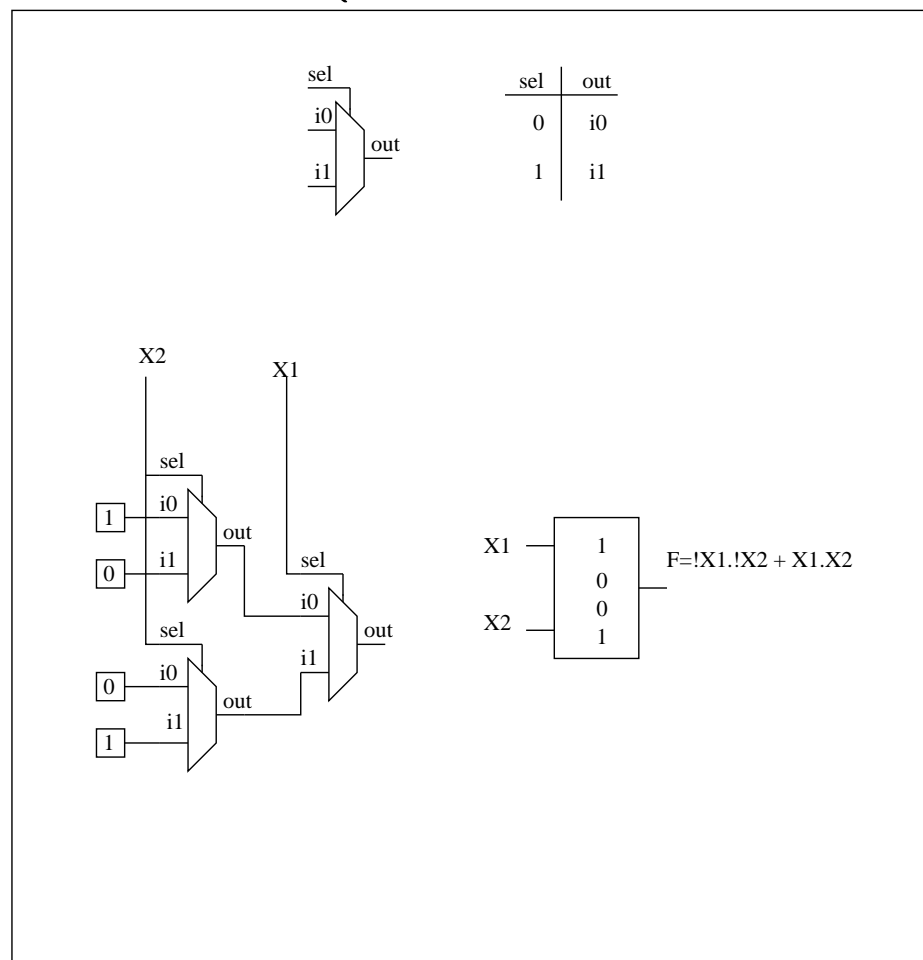 sel
i0
i1
out
sel out
0 i0
1 i1
X2
X1
sel
1
i0
out
0
i1
sel
i0
out
i1
sel
0
i0
out
i1
1
X1
X2
1
0
0
1
F=!X1.!X2 + X1.X2